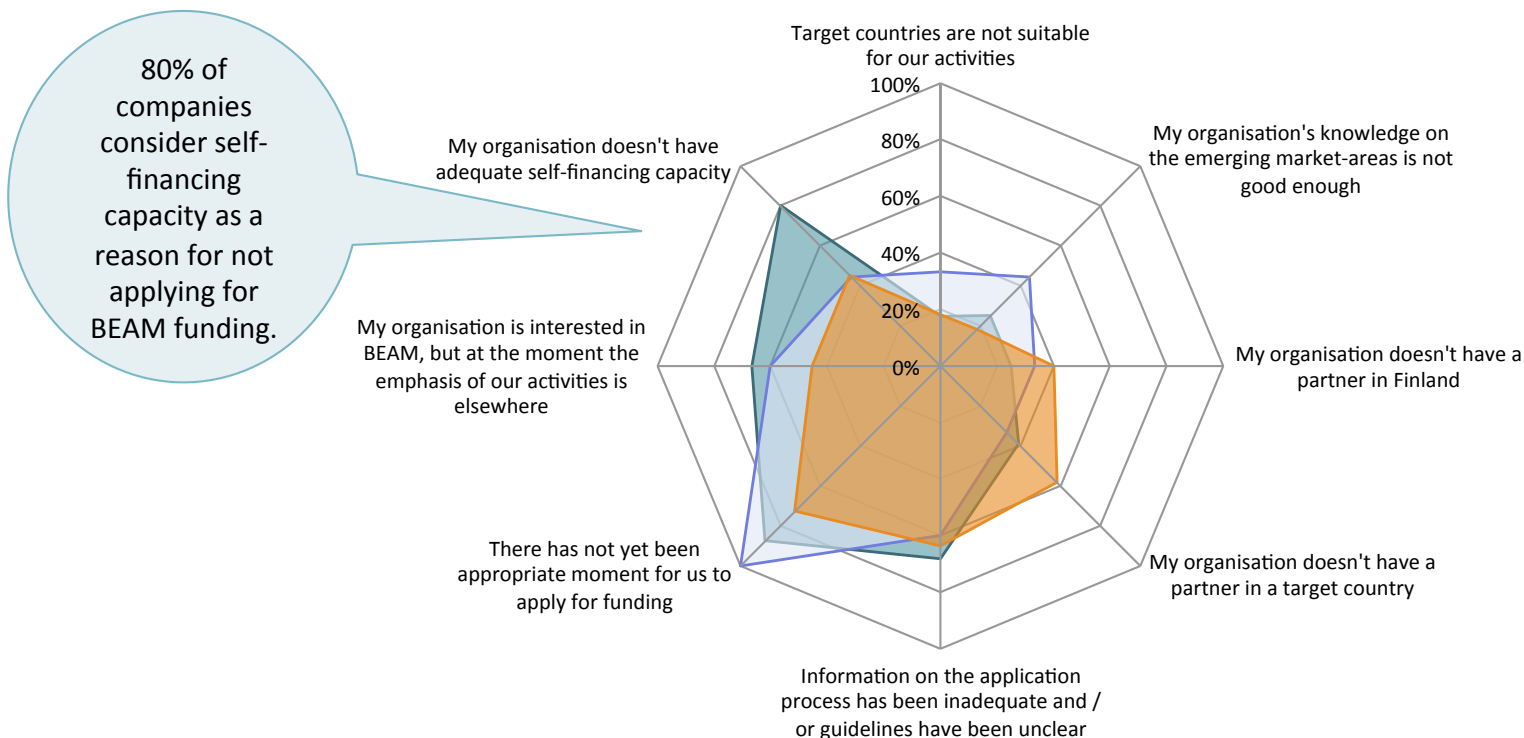 80% of
companies
consider self-
financing
capacity as a
reason for not
applying for
BEAM funding.
Target countries are not suitable
for our activities
100%
80%
60%
40%
20%
0%
My organisation's knowledge on
the emerging market-areas is not
good enough
My organisation doesn't have a
partner in Finland
My organisation doesn't have a
partner in a target country
Information on the application
process has been inadequate and /
or guidelines have been unclear
There has not yet been
appropriate moment for us to
apply for funding
My organisation is interested in
BEAM, but at the moment the
emphasis of our activities is
elsewhere
My organisation doesn't have
adequate self-financing capacity